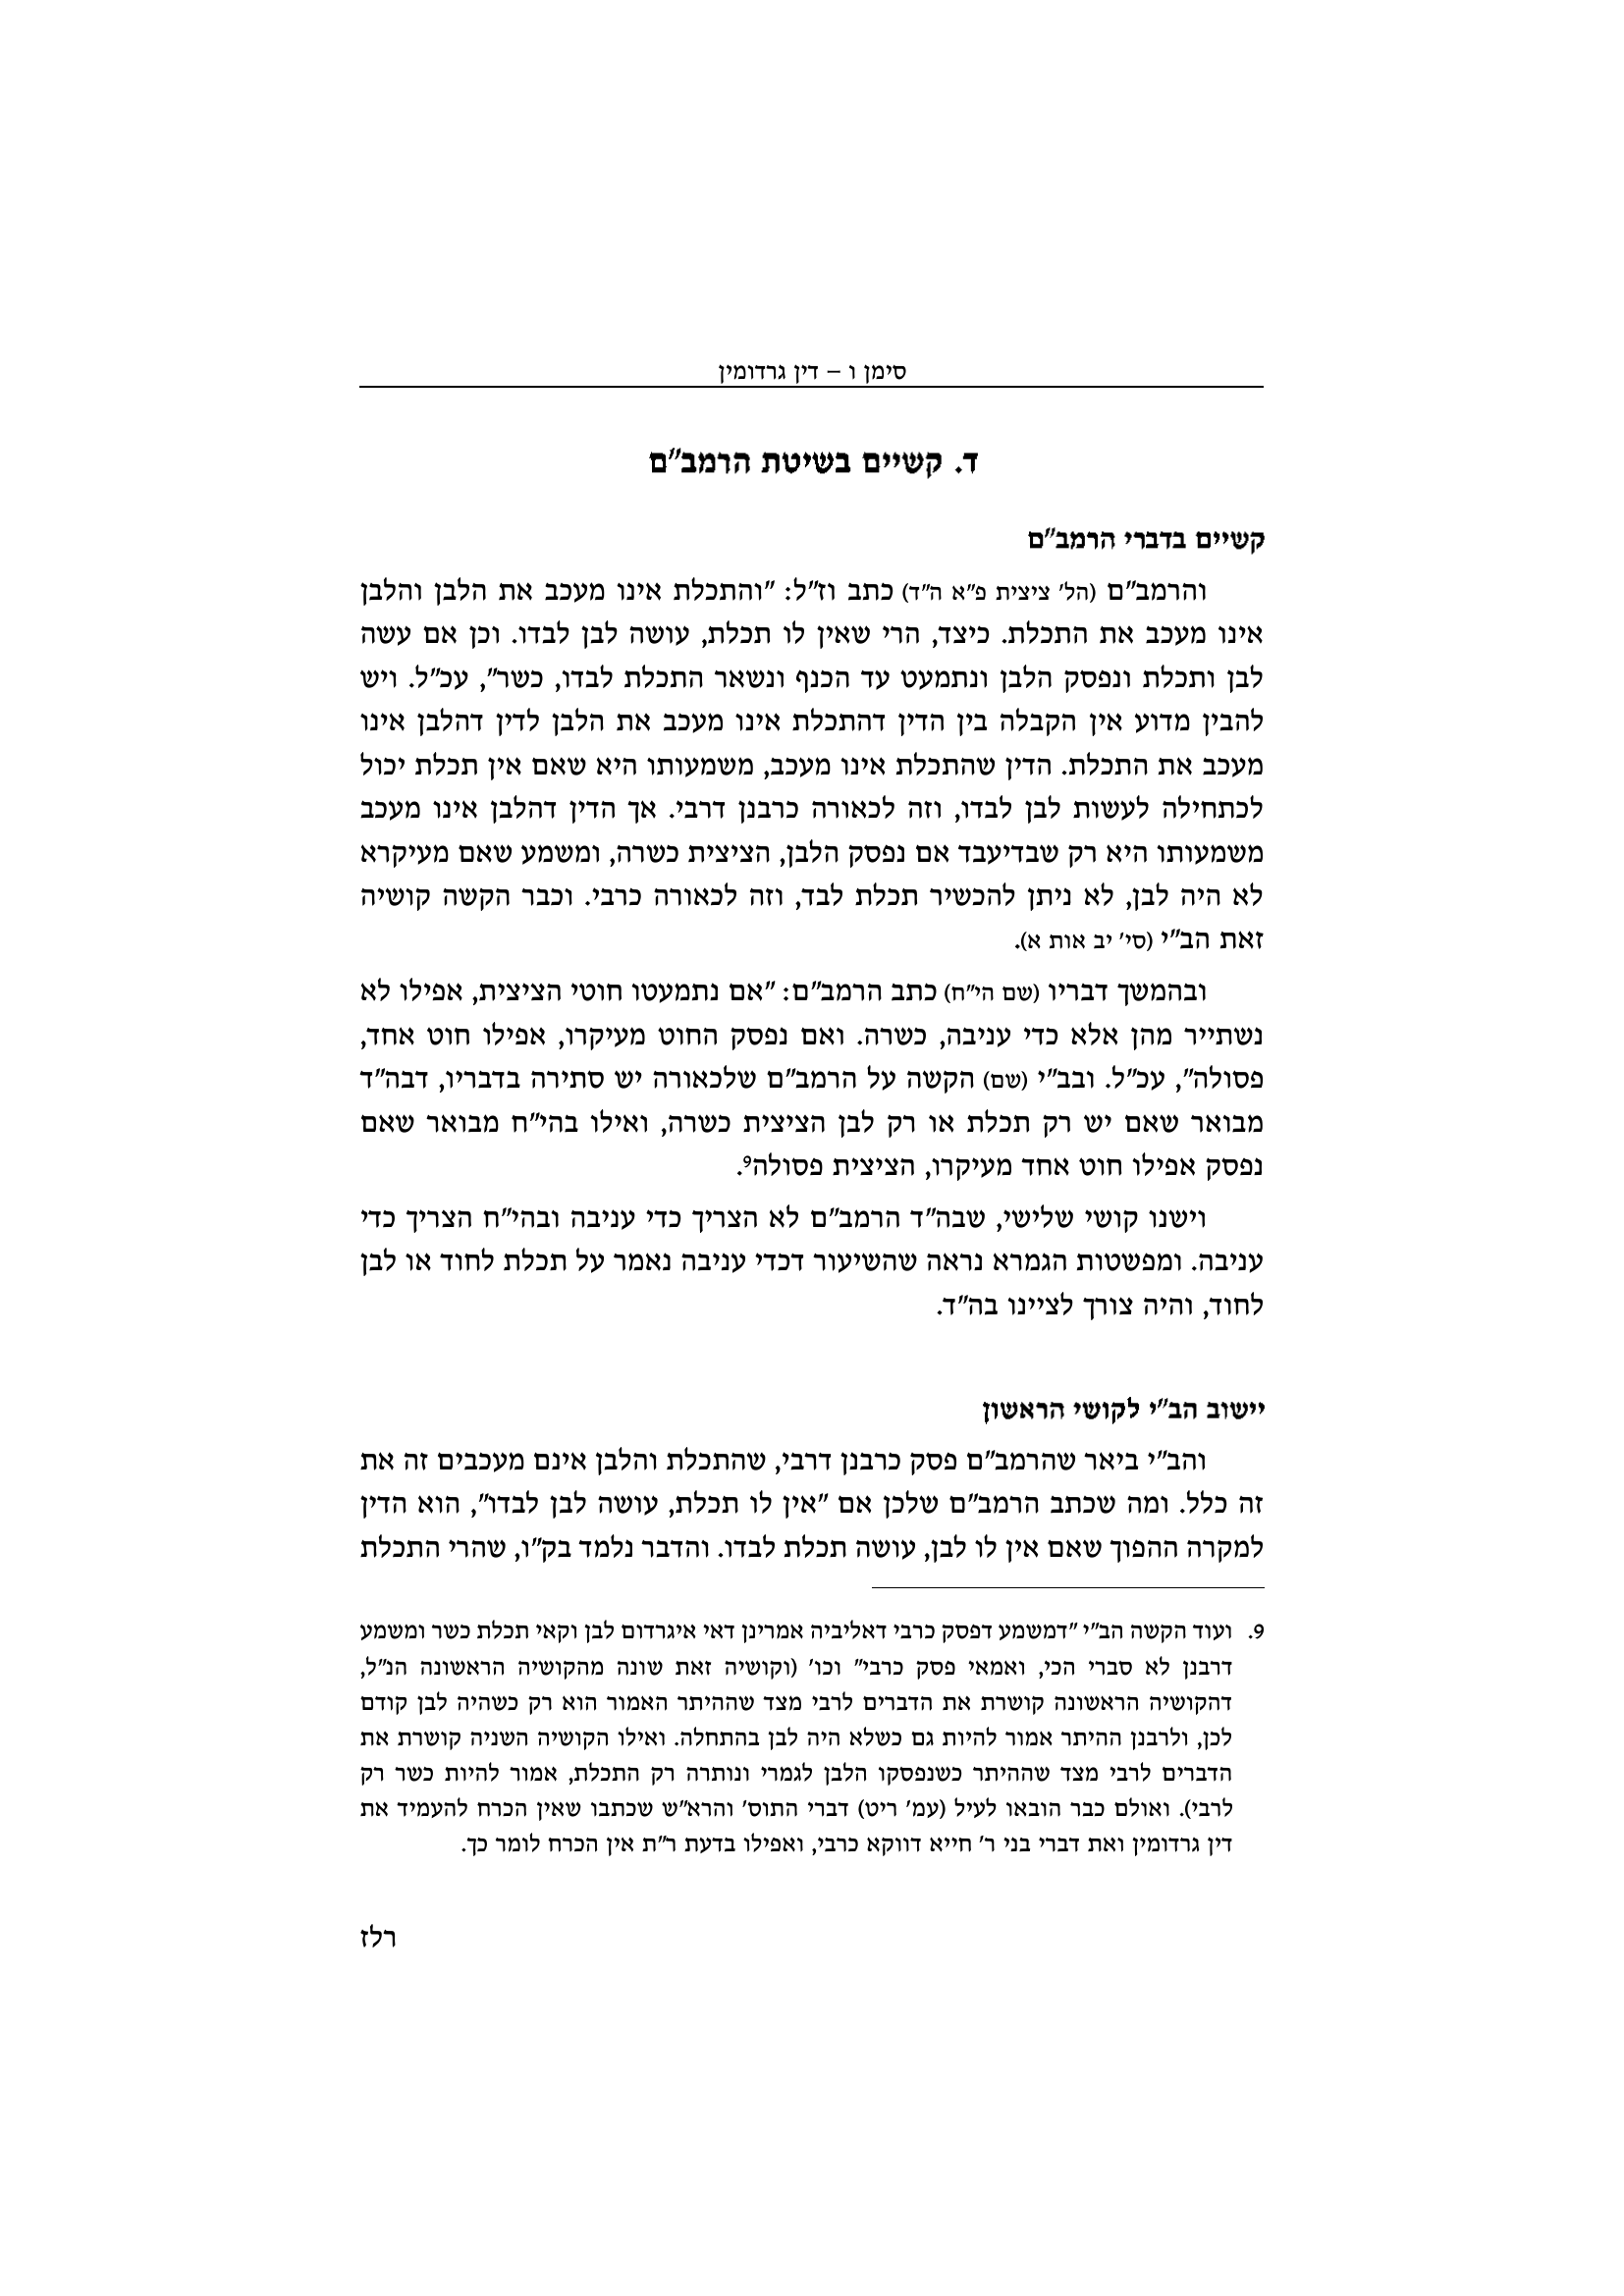 סימן ו – דין גרדומין
ד. קשיים בשיטת הרמב"ם
קשיים בדברי הרמב"ם
והרמב"ם (הל' ציצית פ"א ה"ד) כתב וז"ל: "והתכלת אינו מעכב את הלבן והלבן
אינו מעכב את התכלת. כיצד, הרי שאין לו תכלת, עושה לבן לבדו. וכן אם עשה
לבן ותכלת ונפסק הלבן ונתמעט עד הכנף ונשאר התכלת לבדו, כשר", עכ"ל. ויש
להבין מדוע אין הקבלה בין הדין דהתכלת אינו מעכב את הלבן לדין דהלבן אינו
מעכב את התכלת. הדין שהתכלת אינו מעכב, משמעותו היא שאם אין תכלת יכול
לכתחילה לעשות לבן לבדו, וזה לכאורה כרבנן דרבי. אך הדין דהלבן אינו מעכב
משמעותו היא רק שבדיעבד אם נפסק הלבן, הציצית כשרה, ומשמע שאם מעיקרא
לא היה לבן, לא ניתן להכשיר תכלת לבד, וזה לכאורה כרבי. וכבר הקשה קושיה
זאת הב"י (סי' יב אות א).
ובהמשך דבריו (שם הי"ח) כתב הרמב"ם: "אם נתמעטו חוטי הציצית, אפילו לא
נשתייר מהן אלא כדי עניבה, כשרה. ואם נפסק החוט מעיקרו, אפילו חוט אחד,
פסולה", עכ"ל. ובב"י (שם) הקשה על הרמב"ם שלכאורה יש סתירה בדבריו, דבה"ד
מבואר שאם יש רק תכלת או רק לבן הציצית כשרה, ואילו בהי"ח מבואר שאם
נפסק אפילו חוט אחד מעיקרו, הציצית פסולה9.
וישנו קושי שלישי, שבה"ד הרמב"ם לא הצריך כדי עניבה ובהי"ח הצריך כדי
עניבה. ומפשטות הגמרא נראה שהשיעור דכדי עניבה נאמר על תכלת לחוד או לבן
לחוד, והיה צורך לציינו בה"ד.
יישוב הב"י לקושי הראשון
והב"י ביאר שהרמב"ם פסק כרבנן דרבי, שהתכלת והלבן אינם מעכבים זה את
זה כלל. ומה שכתב הרמב"ם שלכן אם "אין לו תכלת, עושה לבן לבדו", הוא הדין
למקרה ההפוך שאם אין לו לבן, עושה תכלת לבדו. והדבר נלמד בק"ו, שהרי התכלת
9. ועוד הקשה הב"י "דמשמע דפסק כרבי דאליביה אמרינן דאי איגרדום לבן וקאי תכלת כשר ומשמע
דרבנן לא סברי הכי, ואמאי פסק כרבי" וכו' (וקושיה זאת שונה מהקושיה הראשונה הנ"ל,
דהקושיה הראשונה קושרת את הדברים לרבי מצד שההיתר האמור הוא רק כשהיה לבן קודם
לכן, ולרבנן ההיתר אמור להיות גם כשלא היה לבן בהתחלה. ואילו הקושיה השניה קושרת את
הדברים לרבי מצד שההיתר כשנפסקו הלבן לגמרי ונותרה רק התכלת, אמור להיות כשר רק
לרבי). ואולם כבר הובאו לעיל (עמ' ריט) דברי התוס' והרא"ש שכתבו שאין הכרח להעמיד את
דין גרדומין ואת דברי בני ר' חייא דווקא כרבי, ואפילו בדעת ר"ת אין הכרח לומר כך.
רלז